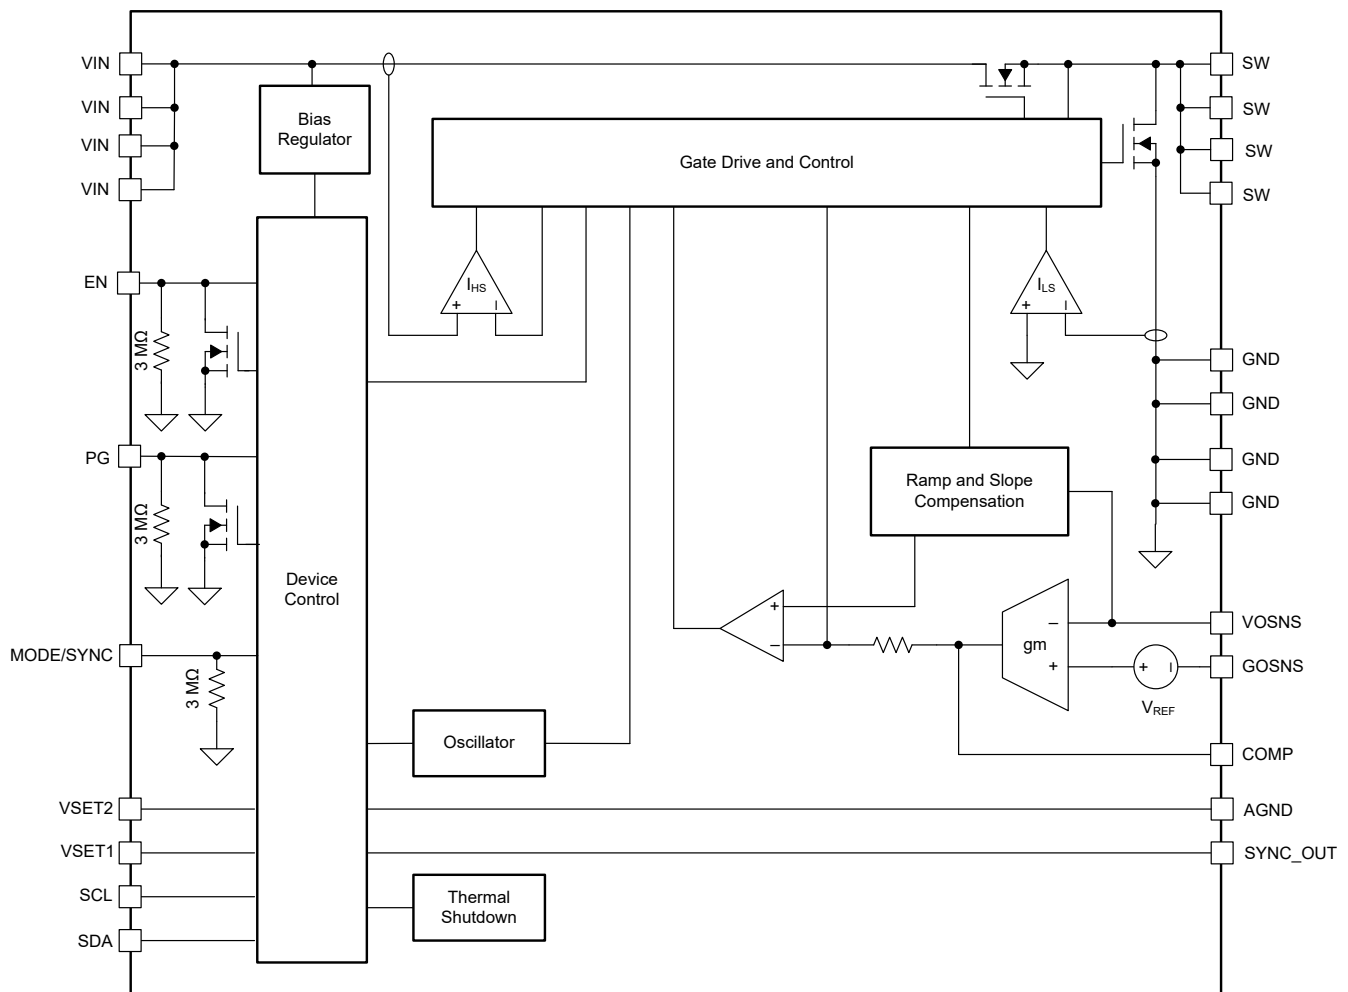 VIN
VIN
VIN
VIN
Bias
Regulator
Gate Drive and Control
SW
SW
SW
SW
EN
3 MΩ
IHS
+
–
ILS
+
–
GND
GND
GND
GND
PG
3 MΩ
Device
Control
Ramp and Slope
Compensation
MODE/SYNC
3 MΩ
+
–
gm
–
+
+
–
VREF
VOSNS
GOSNS
Oscillator
COMP
VSET2
AGND
VSET1
SYNC_OUT
SCL
Thermal
Shutdown
SDA